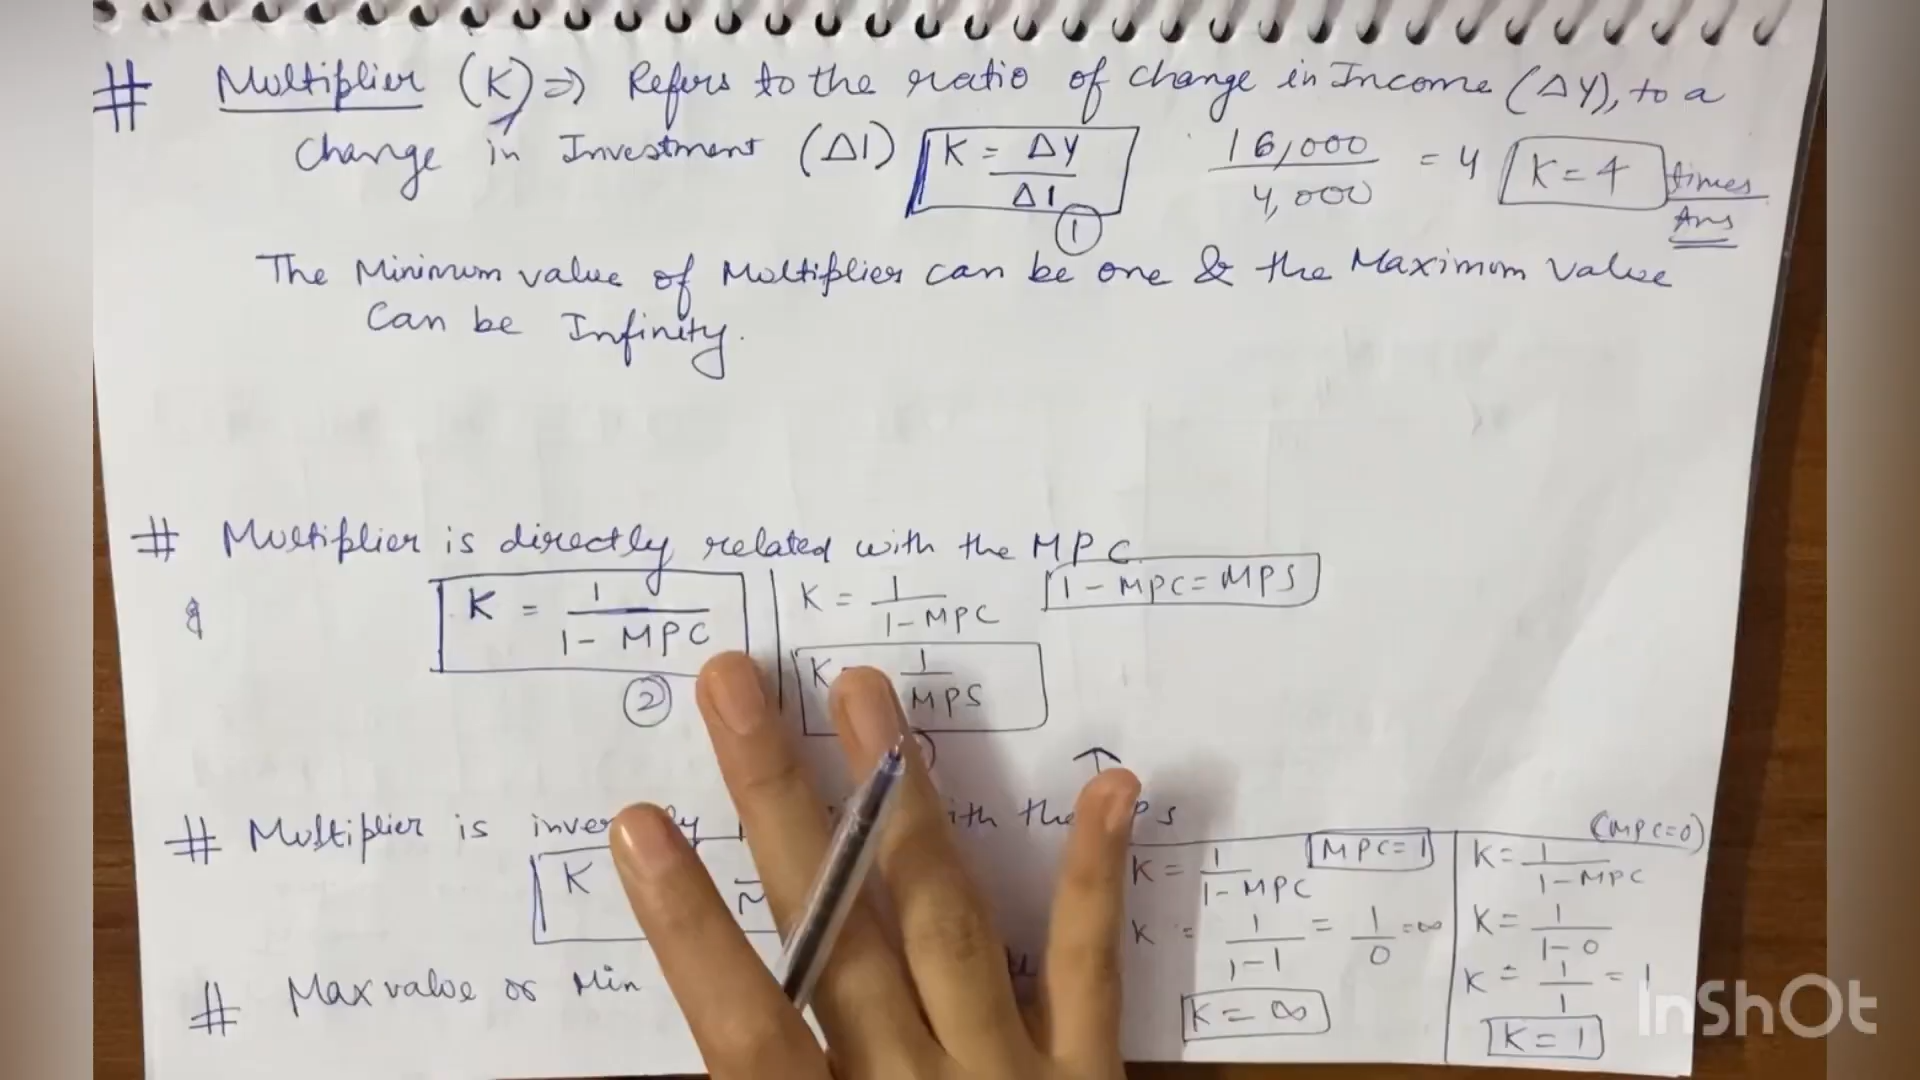 # Multiplier (K) ⇒ Refers to the ratio of change in Income (ΔY), to a
change in Investment (ΔI) K = ΔY/ΔI 16,000/4,000 = 4 K = 4 times
① Ans
The Minimum value of Multiplier can be one & the Maximum value
can be Infinity.
# Multiplier is directly related with the MPC
K = 1/1 - MPC K = 1/1 - MPC 1 - MPC = MPS
② K 1/MPS
# Multiplier is with the
K
(MPC=0)
K = 1/1 - MPC MPC = 1 K = 1/1 - MPC
K = 1/1-1 = 1/0 = ∞ K = 1/1-0
K = ∞ K = 1/1 = 1
K = 1
# Max value or Min
InShOt